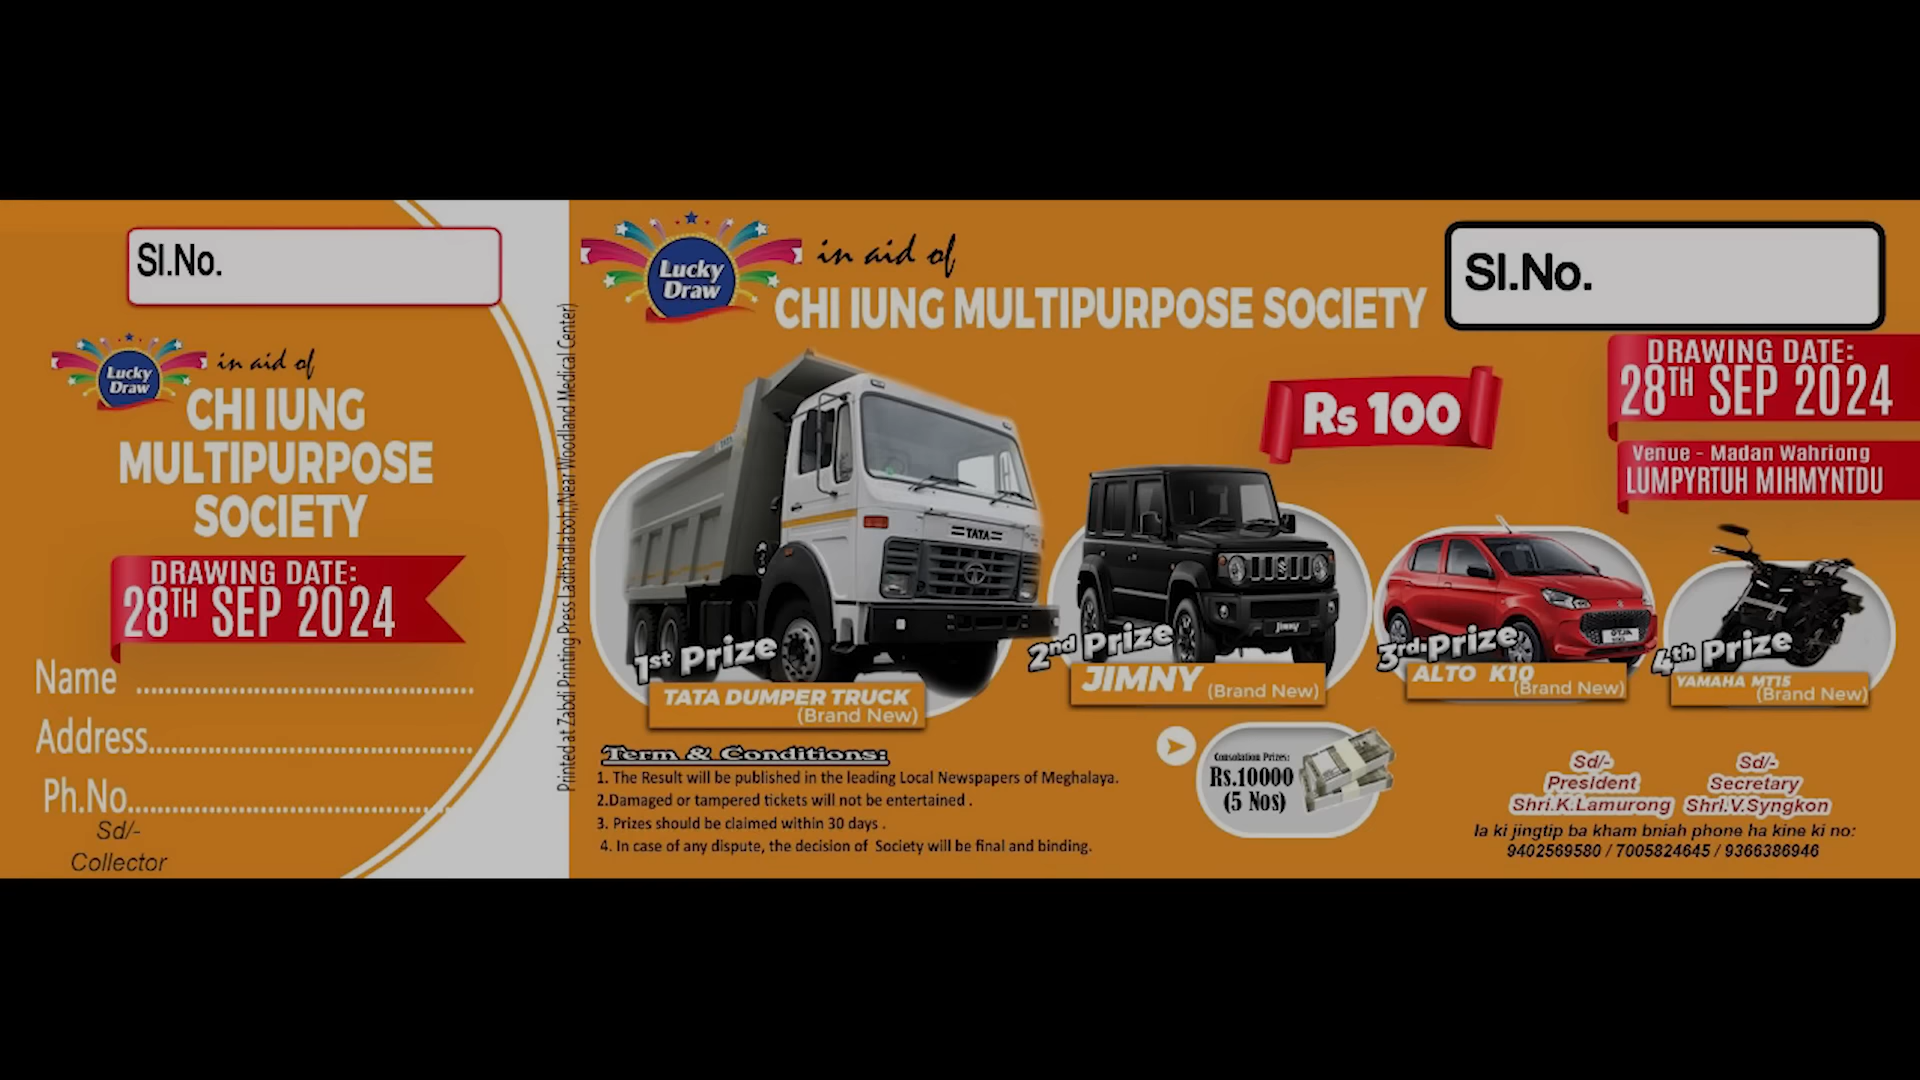 Sl.No.
Lucky
Draw
in aid of
CHI IUNG
MULTIPURPOSE
SOCIETY
DRAWING DATE:
28TH SEP 2024
Name ................................................
Address................................................
Ph.No................................................
Sd/-
Collector
Printed at Zabdi Printing Press Ladthadlaboh,(Near Woodland Medical Center)
Lucky
Draw
in aid of
CHI IUNG MULTIPURPOSE SOCIETY
Sl.No.
DRAWING DATE:
28TH SEP 2024
Venue - Madan Wahriong
LUMPYRTUH MIHMYNTDU
Rs 100
TATA
1st Prize
TATA DUMPER TRUCK
(Brand New)
Jimny
2nd Prize
JIMNY (Brand New)
3rd Prize
ALTO K10
(Brand New)
4th Prize
YAMAHA MT15
(Brand New)
Term & Conditions:
1. The Result will be published in the leading Local Newspapers of Meghalaya.
2.Damaged or tampered tickets will not be entertained .
3. Prizes should be claimed within 30 days .
4. In case of any dispute, the decision of Society will be final and binding.
Consolation Prizes:
Rs.10000
(5 Nos)
Sd/-
President
Shri.K.Lamurong
Sd/-
Secretary
Shri.V.Syngkon
Ia ki jingtip ba kham bniah phone ha kine ki no:
9402569580 / 7005824645 / 9366386946